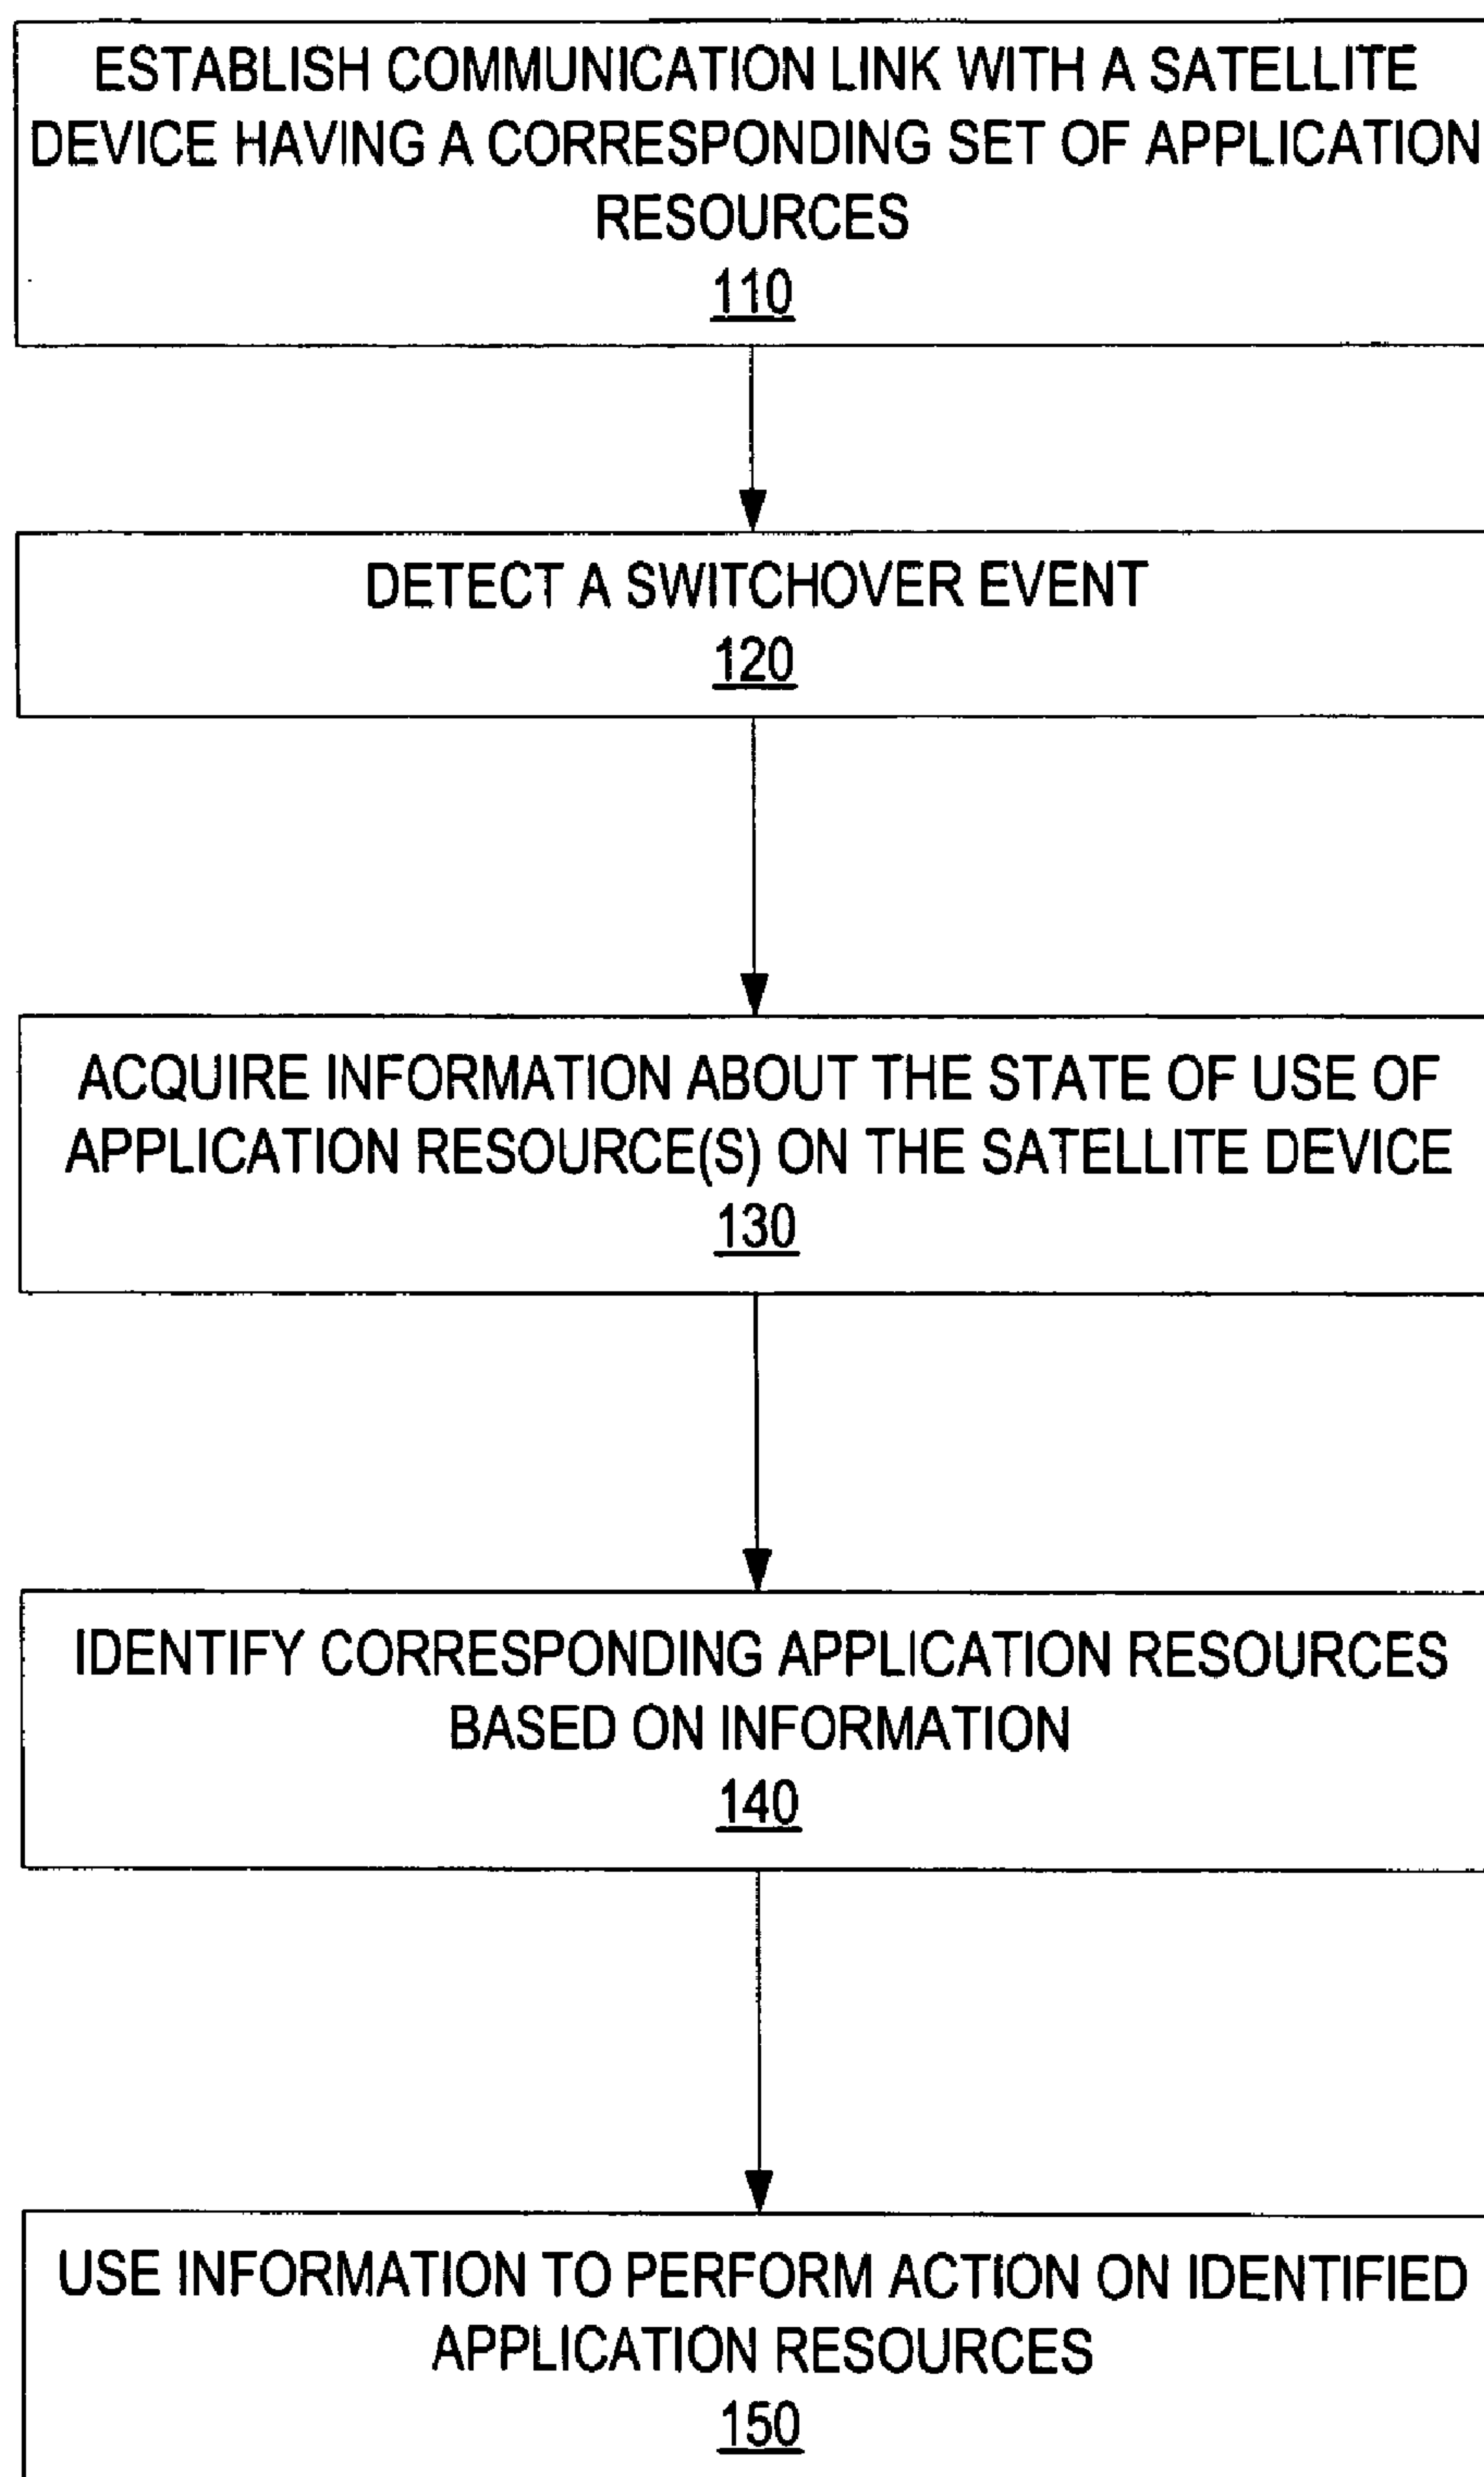 ESTABLISH COMMUNICATION LINK WITH A SATELLITE
DEVICE HAVING A CORRESPONDING SET OF APPLICATION
RESOURCES
110
DETECT A SWITCHOVER EVENT
120
ACQUIRE INFORMATION ABOUT THE STATE OF USE OF
APPLICATION RESOURCE(S) ON THE SATELLITE DEVICE
130
IDENTIFY CORRESPONDING APPLICATION RESOURCES
BASED ON INFORMATION
140
USE INFORMATION TO PERFORM ACTION ON IDENTIFIED
APPLICATION RESOURCES
150